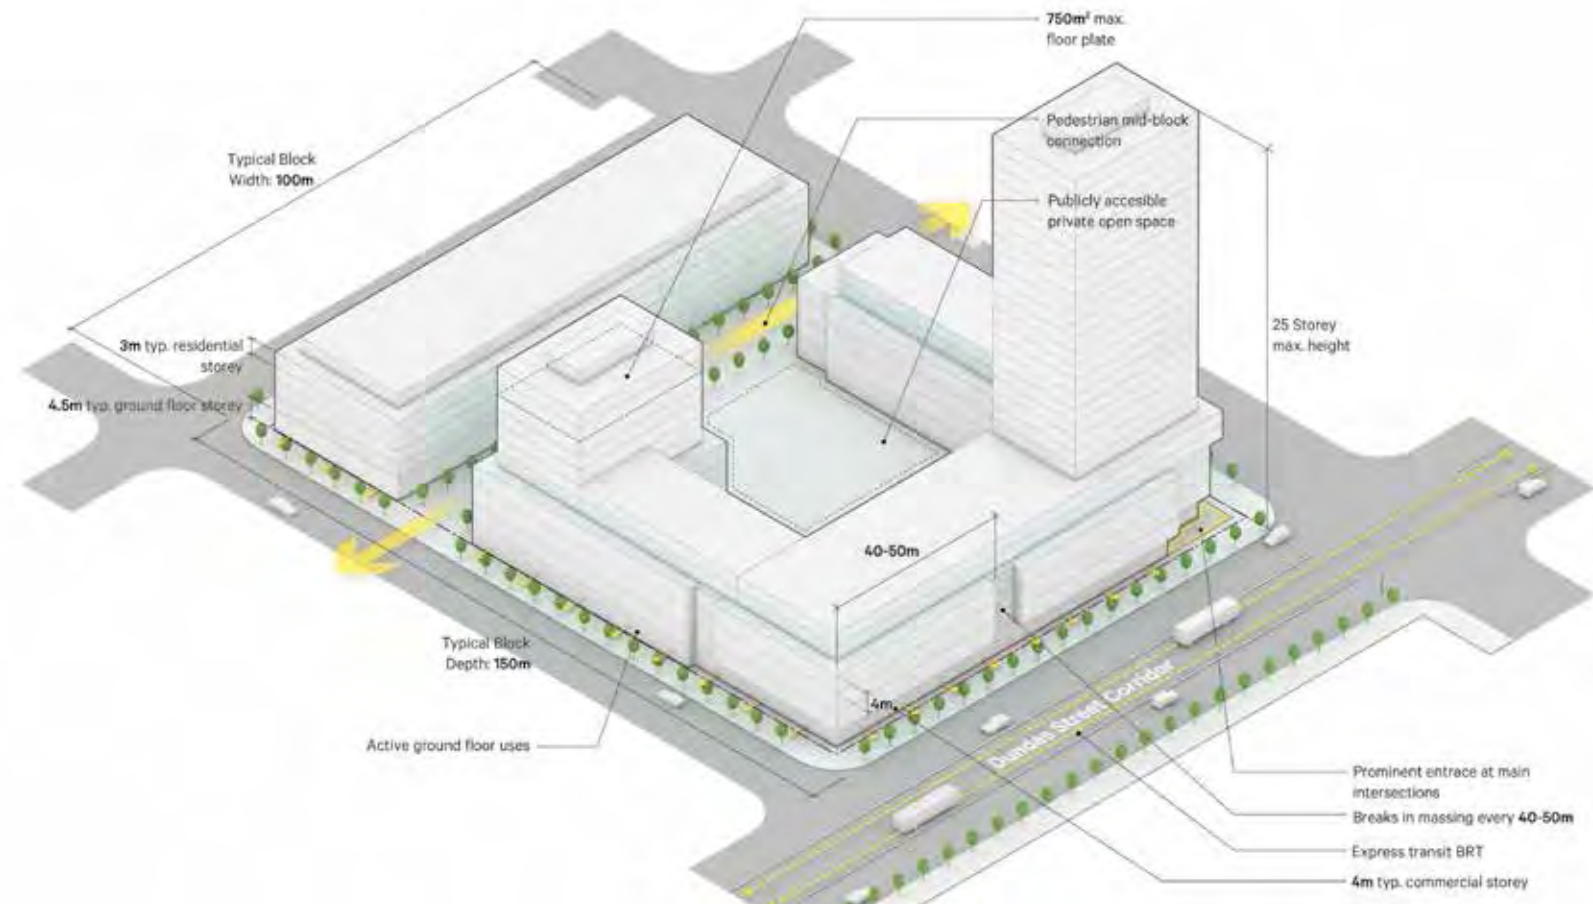 750m² max.
floor plate
Pedestrian mid-block
connection
Publicly accesible
private open space
Typical Block
Width: 100m
3m typ. residential
storey
4.5m typ. ground floor storey
25 Storey
max. height
40-50m
Typical Block
Depth: 150m
4m
Active ground floor uses
Dundas Street Corridor
Prominent entrace at main
intersections
Breaks in massing every 40-50m
Express transit BRT
4m typ. commercial storey